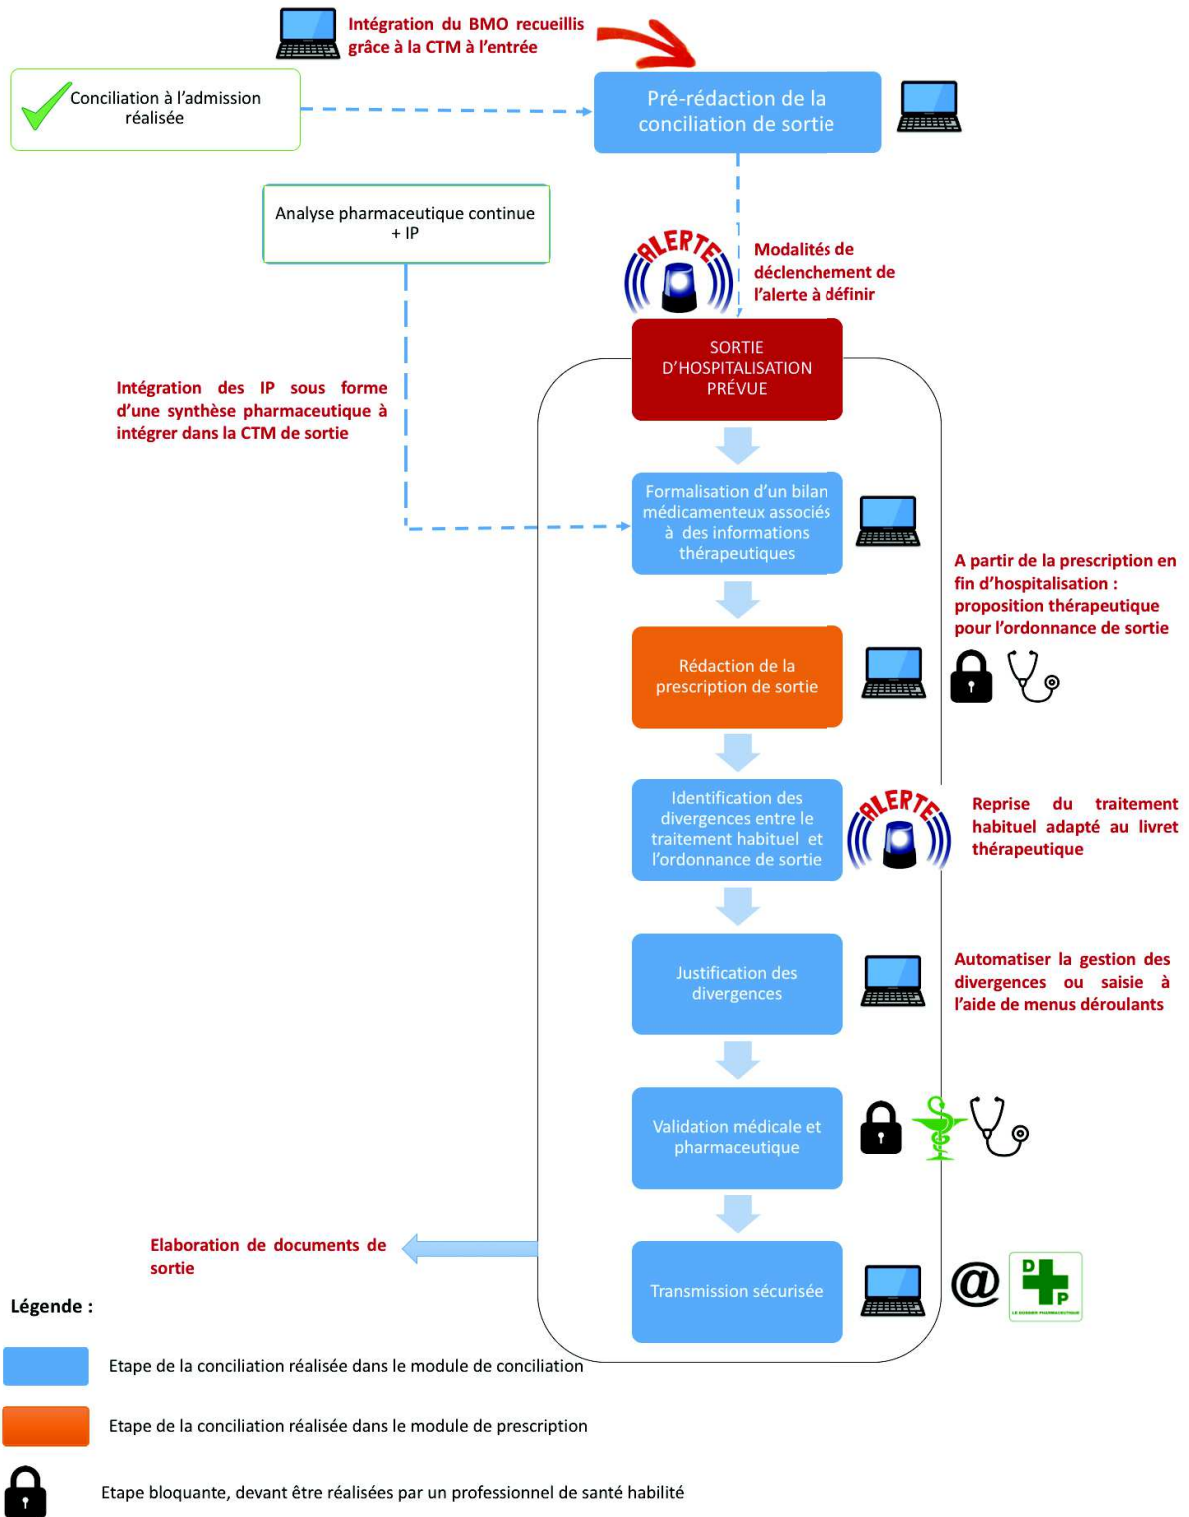 Intégration du BMO recueillis
grâce à la CTM à l'entrée
Conciliation à l'admission
réalisée
Pré-rédaction de la
conciliation de sortie
Analyse pharmaceutique continue
+ IP
ALERTE
Modalités de
déclenchement de
l'alerte à définir
SORTIE
D'HOSPITALISATION
PRÉVUE
Intégration des IP sous forme
d'une synthèse pharmaceutique à
intégrer dans la CTM de sortie
Formalisation d'un bilan
médicamenteux associés
à des informations
thérapeutiques
A partir de la prescription en
fin d'hospitalisation :
proposition thérapeutique
pour l'ordonnance de sortie
Rédaction de la
prescription de sortie
Identification des
divergences entre le
traitement habituel et
l'ordonnance de sortie
ALERTE
Reprise du traitement
habituel adapté au livret
thérapeutique
Justification des
divergences
Automatiser la gestion des
divergences ou saisie à
l'aide de menus déroulants
Validation médicale et
pharmaceutique
Elaboration de documents de
sortie
Transmission sécurisée
@
D
P
LE DOSSIER PHARMACEUTIQUE
Légende :
Etape de la conciliation réalisée dans le module de conciliation
Etape de la conciliation réalisée dans le module de prescription
Etape bloquante, devant être réalisées par un professionnel de santé habilité